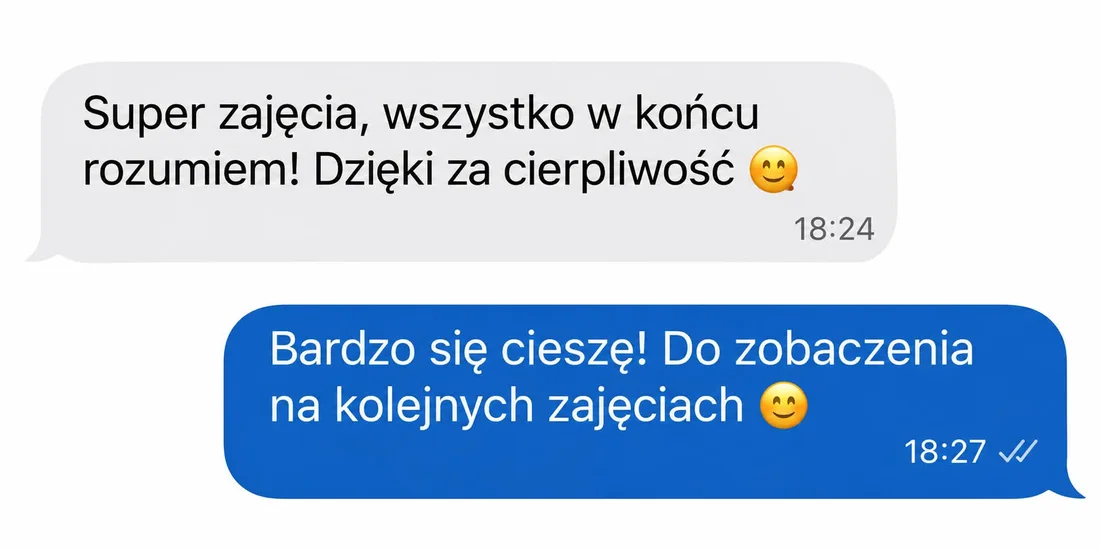 Super zajęcia, wszystko w końcu
rozumiem! Dzięki za cierpliwość 😊
18:24
Bardzo się cieszę! Do zobaczenia
na kolejnych zajęciach 😊
18:27